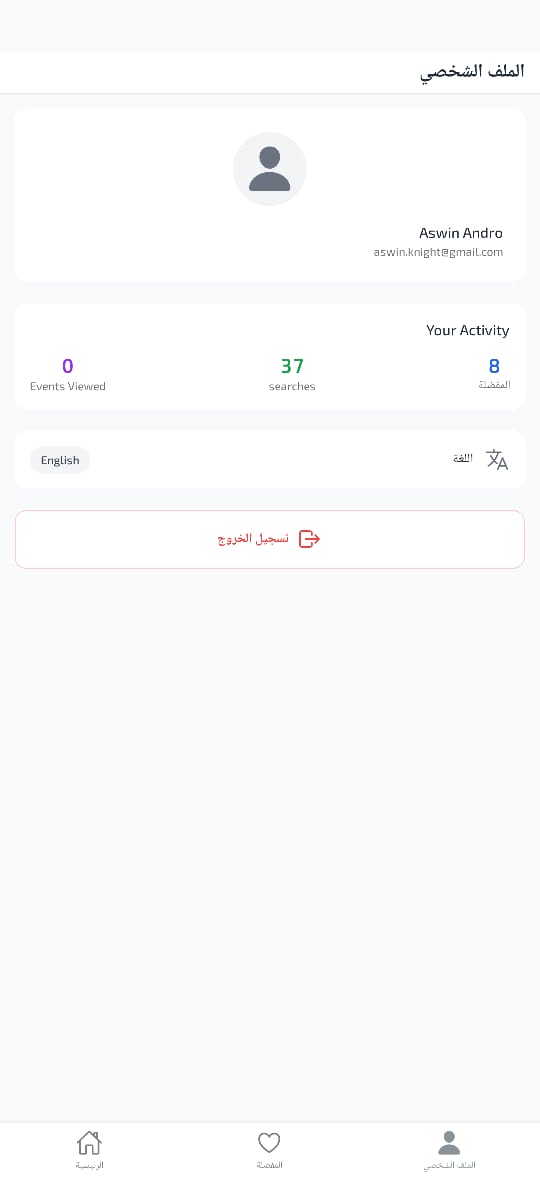 الملف الشخصي
Aswin Andro
aswin.knight@gmail.com
Your Activity
8
المفضلة
37
searches
0
Events Viewed
اللغة
English
تسجيل الخروج
الملف الشخصي
المفضلة
الرئيسية